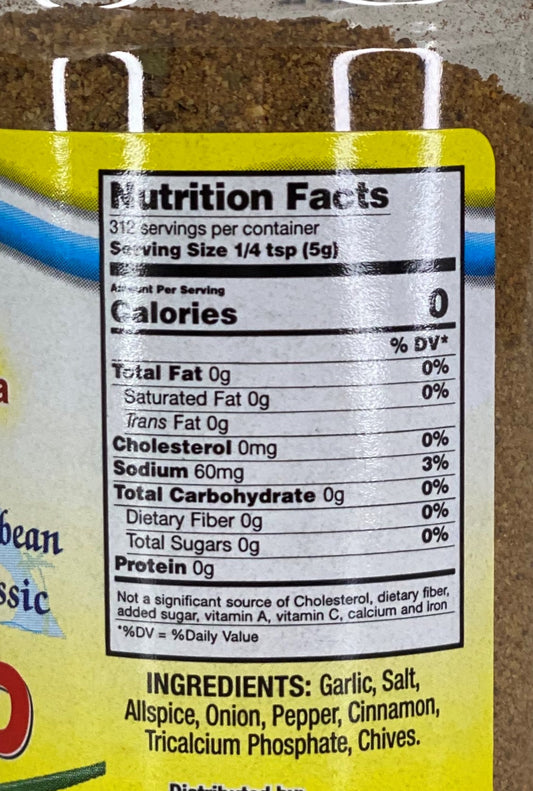 Nutrition Facts
312 servings per container
Serving Size 1/4 tsp (5g)
Amount Per Serving
Calories 0
% DV*
Total Fat 0g 0%
Saturated Fat 0g 0%
Trans Fat 0g
Cholesterol 0mg 0%
Sodium 60mg 3%
Total Carbohydrate 0g 0%
Dietary Fiber 0g 0%
Total Sugars 0g 0%
Protein 0g
Not a significant source of Cholesterol, dietary fiber,
added sugar, vitamin A, vitamin C, calcium and iron
*%DV = %Daily Value
INGREDIENTS: Garlic, Salt,
Allspice, Onion, Pepper, Cinnamon,
Tricalcium Phosphate, Chives.
Distributed by:
a
bean
ssic